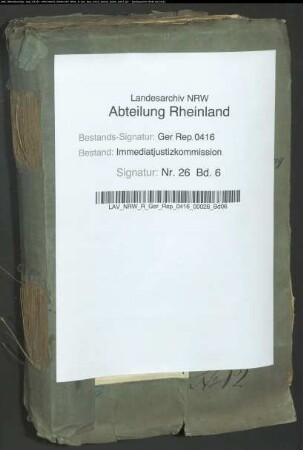 Landesarchiv NRW
Abteilung Rheinland
Bestands-Signatur: Ger Rep.0416
Bestand: Immediatjustizkommission
Signatur: Nr. 26 Bd. 6
LAV_NRW_R_Ger_Rep_0416_00026_Bd06